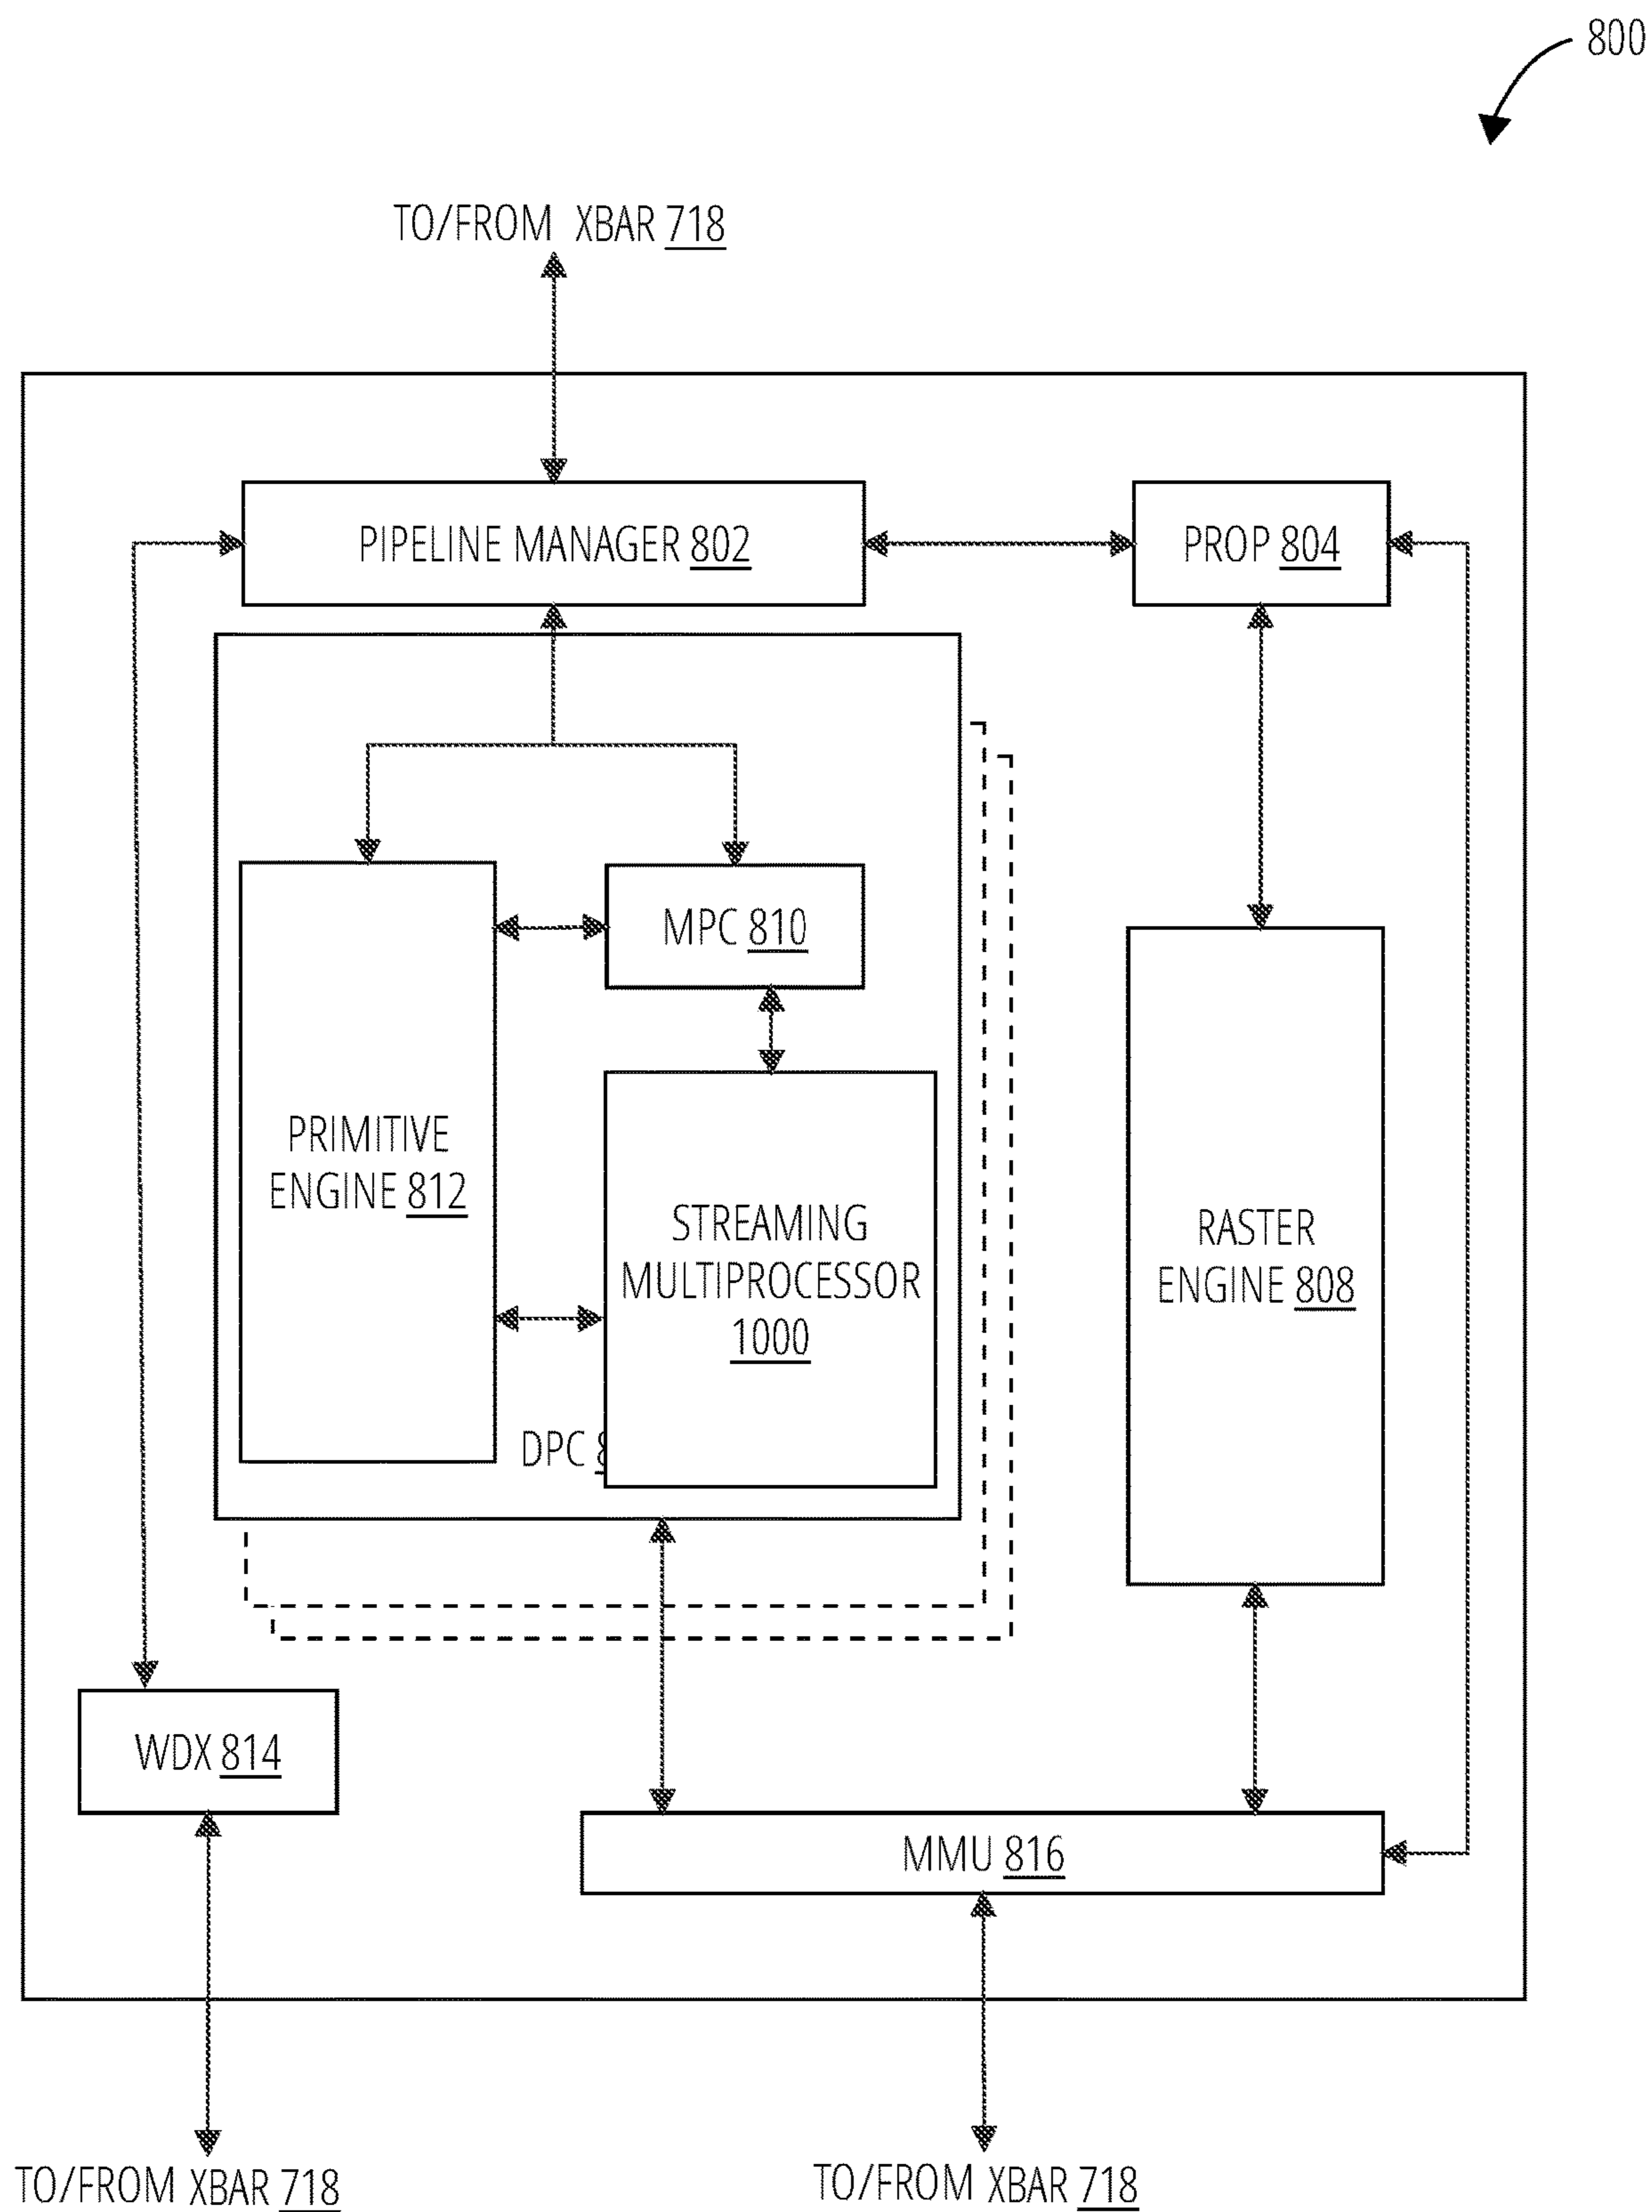 800
TO/FROM XBAR 718
PIPELINE MANAGER 802
PROP 804
MPC 810
PRIMITIVE
ENGINE 812
STREAMING
MULTIPROCESSOR
1000
RASTER
ENGINE 808
DPC
WDX 814
MMU 816
TO/FROM XBAR 718
TO/FROM XBAR 718